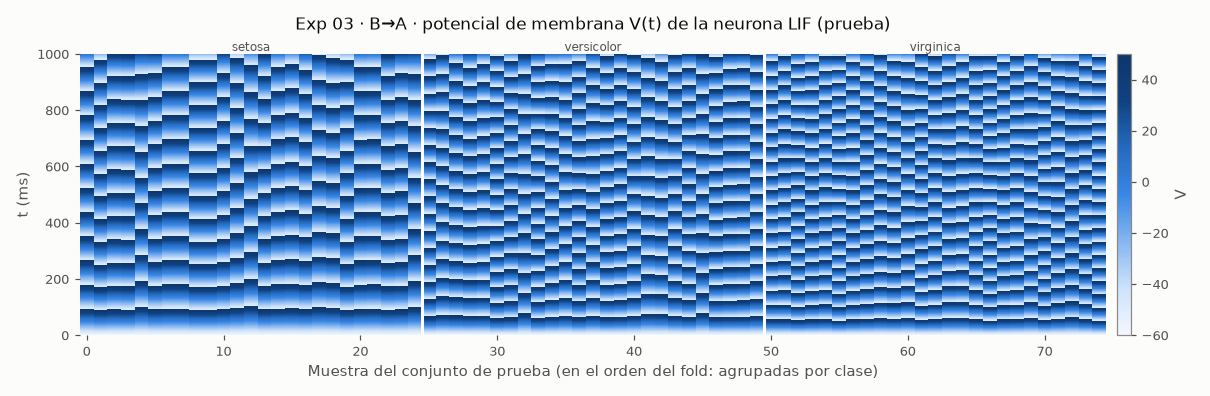 Exp 03 · B→A · potencial de membrana V(t) de la neurona LIF (prueba)
setosa
versicolor
virginica
1000
800
600
400
200
0
t (ms)
0
10
20
30
40
50
60
70
Muestra del conjunto de prueba (en el orden del fold: agrupadas por clase)
40
20
0
−20
−40
−60
V